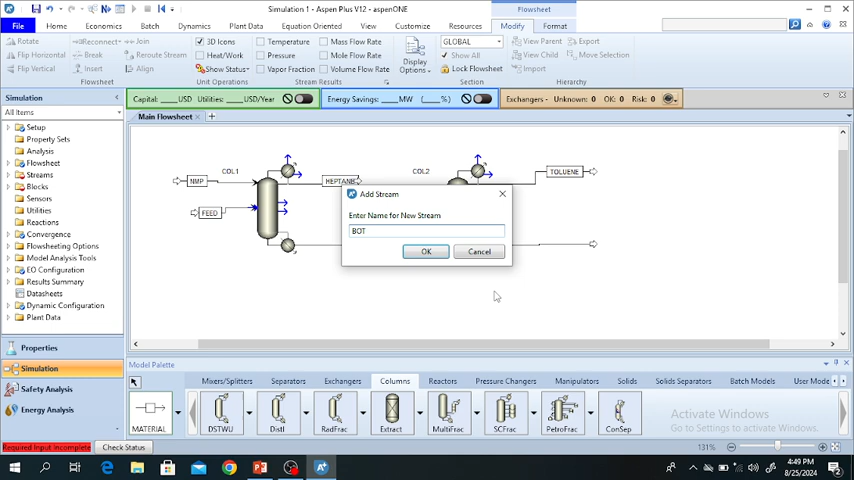 Simulation 1 - Aspen Plus V12 - aspenONE
Flowsheet
File
Home
Economics
Batch
Dynamics
Plant Data
Equation Oriented
View
Customize
Resources
Modify
Format
Search
Rotate
Flip Horizontal
Flip Vertical
Reconnect
Break
Insert
Join
Reroute Stream
Align
Flowsheet
3D Icons
Heat/Work
Show Status
Unit Operations
Temperature
Pressure
Vapor Fraction
Mass Flow Rate
Mole Flow Rate
Volume Flow Rate
Stream Results
Display
Options
GLOBAL
Show All
Lock Flowsheet
Section
View Parent
View Child
Import
Export
Move Selection
Hierarchy
Simulation
All Items
Capital: ____USD Utilities: ____USD/Year
Energy Savings: ____MW (____%)
Exchangers - Unknown: 0 OK: 0 Risk: 0
Main Flowsheet
Setup
Property Sets
Analysis
Flowsheet
Streams
Blocks
Sensors
Utilities
Reactions
Convergence
Flowsheeting Options
Model Analysis Tools
EO Configuration
Results Summary
Datasheets
Dynamic Configuration
Plant Data
NMP
COL1
HEPTANE
FEED
COL2
TOLUENE
Add Stream
Enter Name for New Stream
BOT
OK
Cancel
Properties
Simulation
Safety Analysis
Energy Analysis
Model Palette
Mixers/Splitters
Separators
Exchangers
Columns
Reactors
Pressure Changers
Manipulators
Solids
Solids Separators
Batch Models
User Mode
MATERIAL
DSTWU
Distl
RadFrac
Extract
MultiFrac
SCFrac
PetroFrac
ConSep
Activate Windows
Go to Settings to activate Windows.
Required Input Incomplete
Check Status
131%
4:49 PM
8/25/2024
2